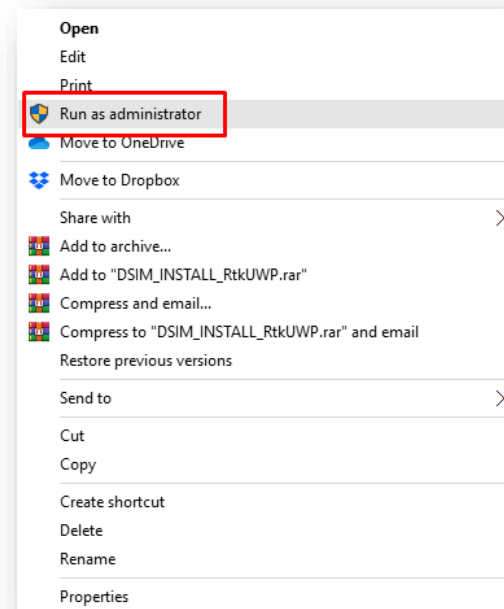 Open
Edit
Print
Run as administrator
Move to OneDrive
Move to Dropbox
Share with
Add to archive...
Add to "DSIM_INSTALL_RtkUWP.rar"
Compress and email...
Compress to "DSIM_INSTALL_RtkUWP.rar" and email
Restore previous versions
Send to
Cut
Copy
Create shortcut
Delete
Rename
Properties